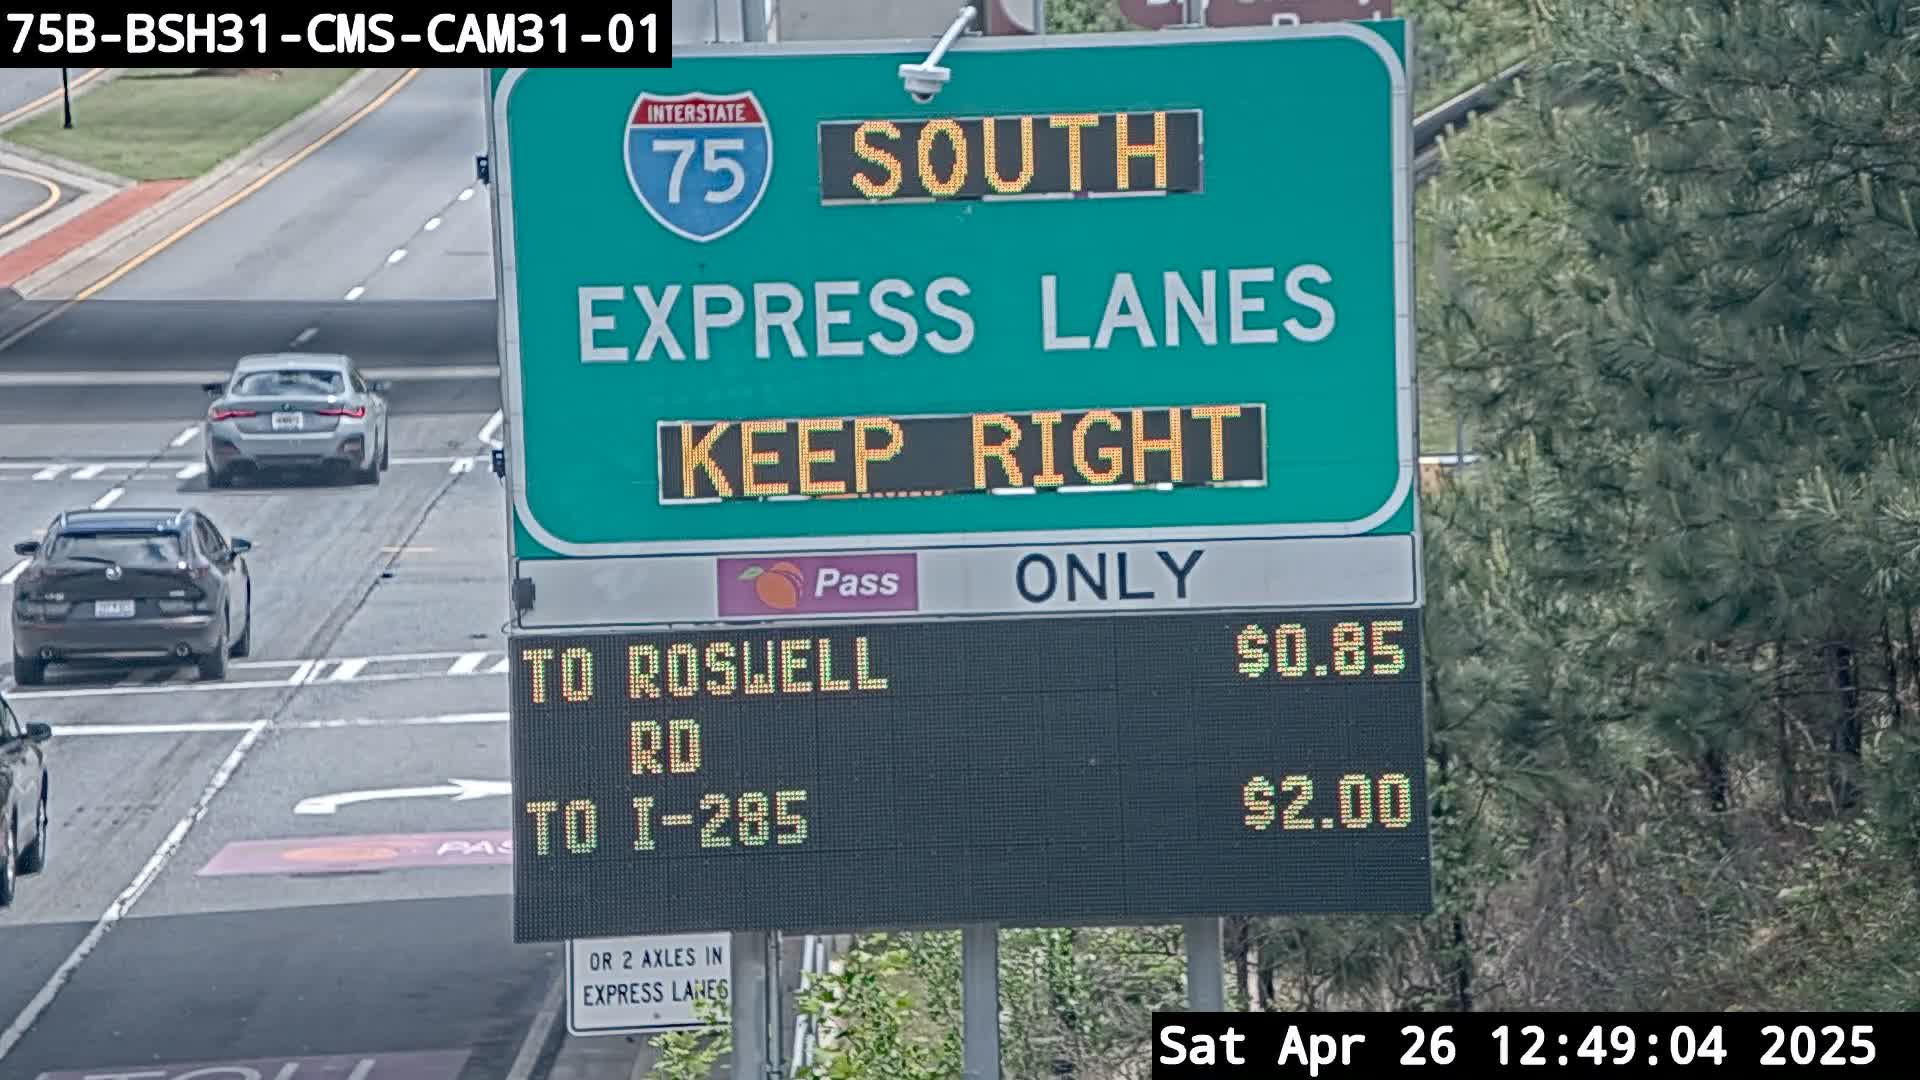 75B-BSH31-CMS-CAM31-01
INTERSTATE
75
SOUTH
EXPRESS LANES
KEEP RIGHT
Pass ONLY
TO ROSWELL $0.85
RD
TO I-285 $2.00
OR 2 AXLES IN
EXPRESS LANES
TOLL
Sat Apr 26 12:49:04 2025